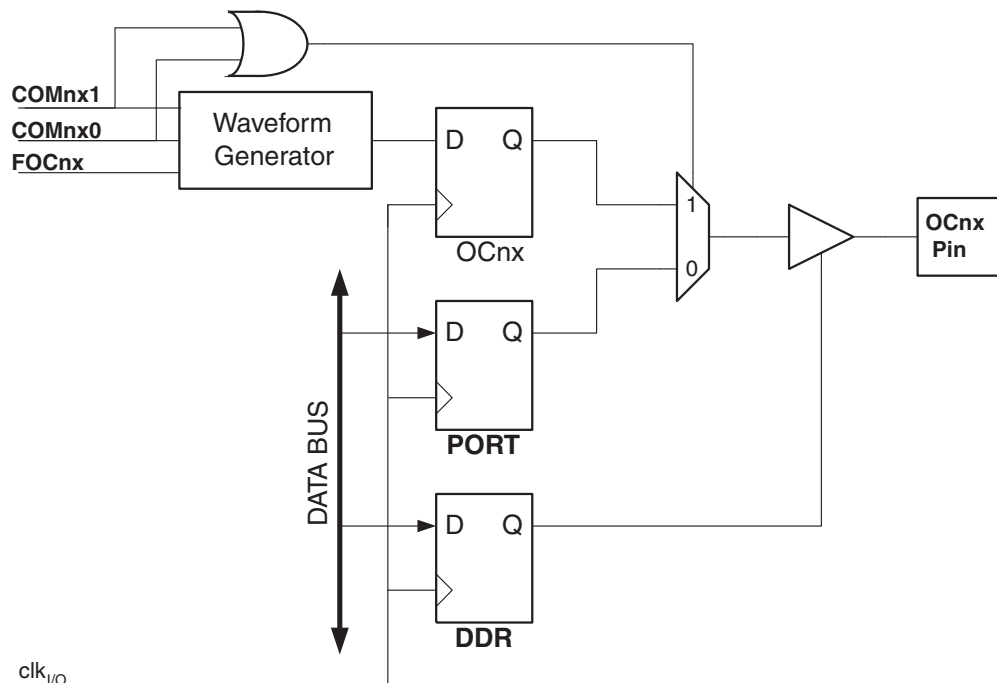 COMnx1
COMnx0
FOCnx
Waveform
Generator
D Q
OCnx
1
0
OCnx
Pin
D Q
PORT
DATA BUS
D Q
DDR
clkI/O